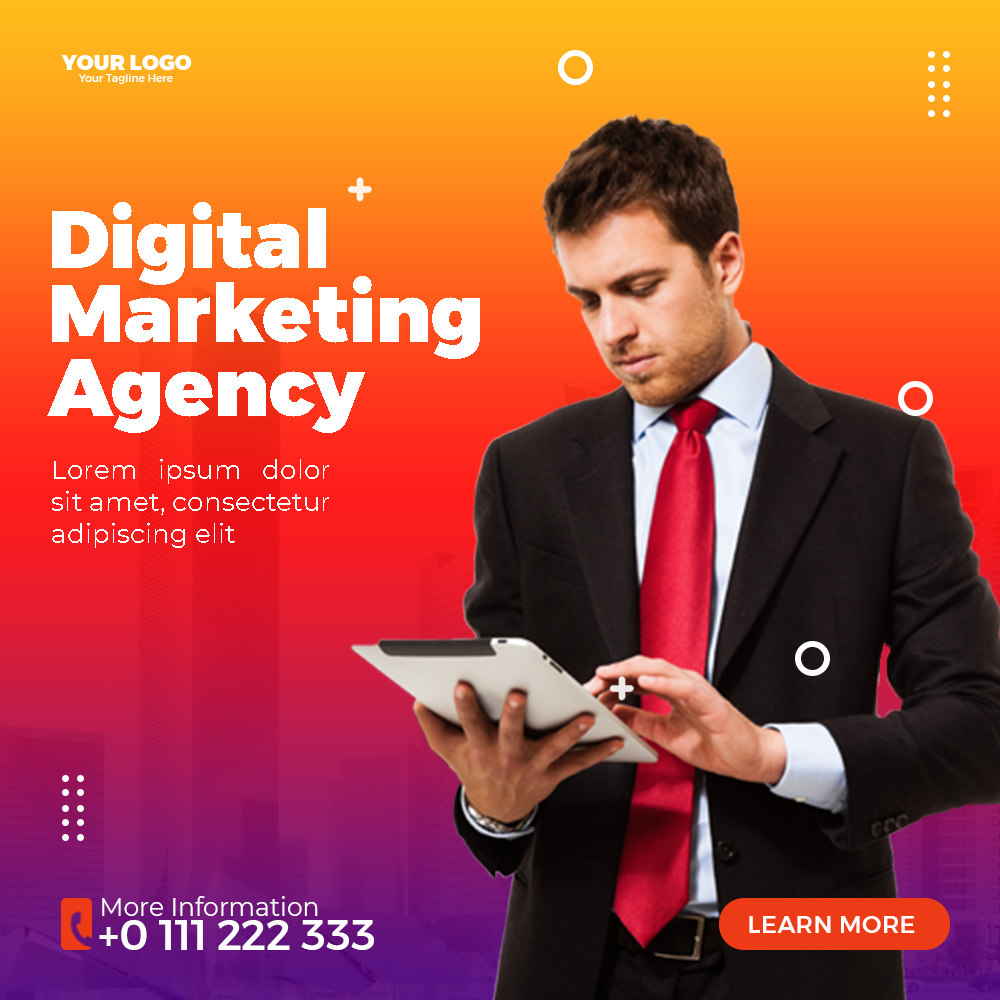 YOUR LOGO
Your Tagline Here
Digital
Marketing
Agency
Lorem ipsum dolor
sit amet, consectetur
adipiscing elit
More Information
+0 111 222 333
LEARN MORE